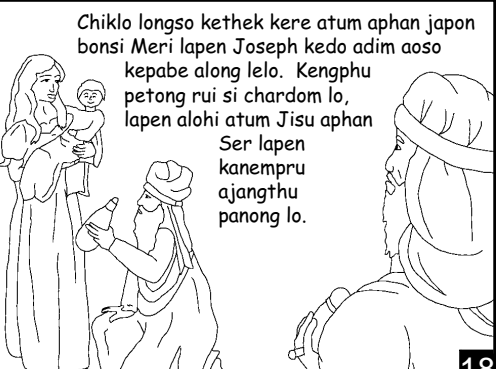 Chiklo longso kethek kere atum aphan japon
bonsi Meri lapen Joseph kedo adim aoso
kepabe along lelo. Kengphu
petong rui si chardom lo,
lapen alohi atum Jisu aphan
Ser lapen
kanempru
ajangthu
panong lo.